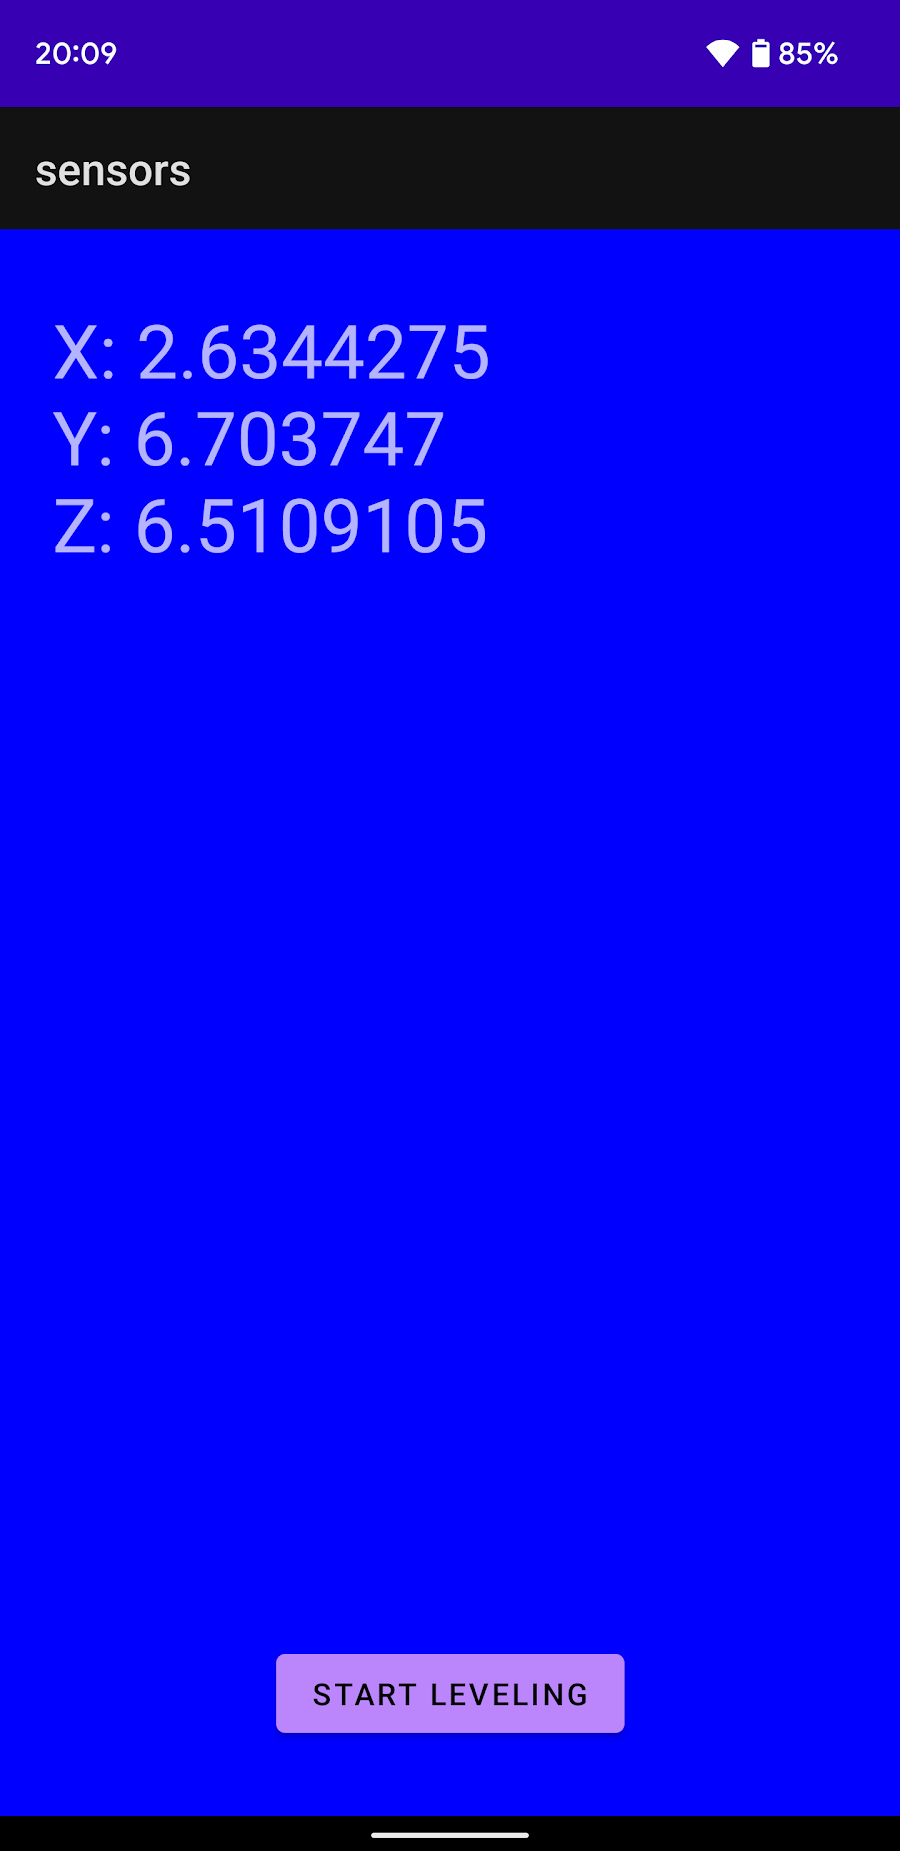 20:09 85%
sensors
X: 2.6344275
Y: 6.703747
Z: 6.5109105
START LEVELING